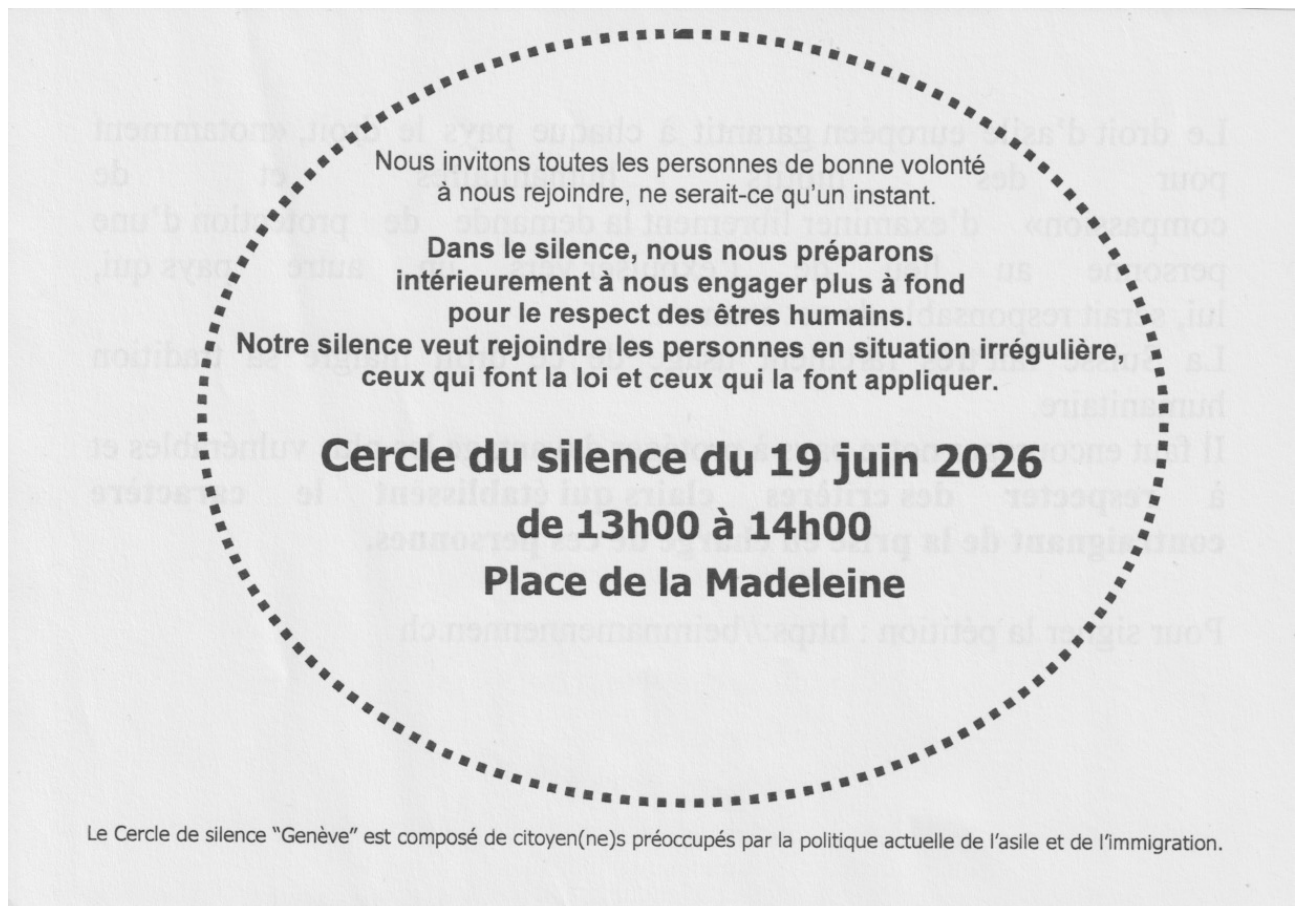 Nous invitons toutes les personnes de bonne volonté
à nous rejoindre, ne serait-ce qu'un instant.
Dans le silence, nous nous préparons
intérieurement à nous engager plus à fond
pour le respect des êtres humains.
Notre silence veut rejoindre les personnes en situation irrégulière,
ceux qui font la loi et ceux qui la font appliquer.
Cercle du silence du 19 juin 2026
de 13h00 à 14h00
Place de la Madeleine
Le Cercle de silence "Genève" est composé de citoyen(ne)s préoccupés par la politique actuelle de l'asile et de l'immigration.